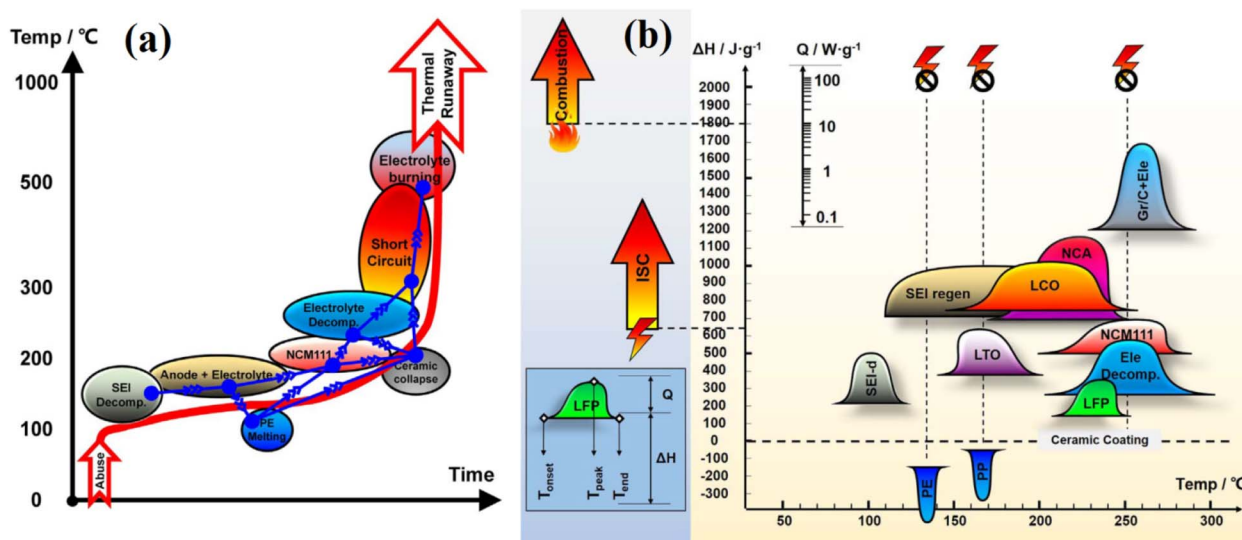 Temp / ℃
(a)
1000
500
300
200
100
0
Thermal
Runaway
Electrolyte
burning
Short
Circuit
Electrolyte
Decomp.
NCM111
Ceramic
collapse
Anode + Electrolyte
SEI
Decomp.
PE
Melting
Abuse
Time
(b)
Combustion
ISC
LFP
Q
ΔH
Tonset
Tpeak
Tend
ΔH / J·g-1
Q / W·g-1
2000
1900
1800
1700
1600
1500
1400
1300
1200
1100
1000
900
800
700
600
500
400
300
200
100
0
-100
-200
-300
100
10
1
0.1
Gr/C+Ele
NCA
SEI regen
LCO
NCM111
LTO
Ele
Decomp.
SEI-d
LFP
Ceramic Coating
PE
PP
Temp / ℃
50
100
150
200
250
300